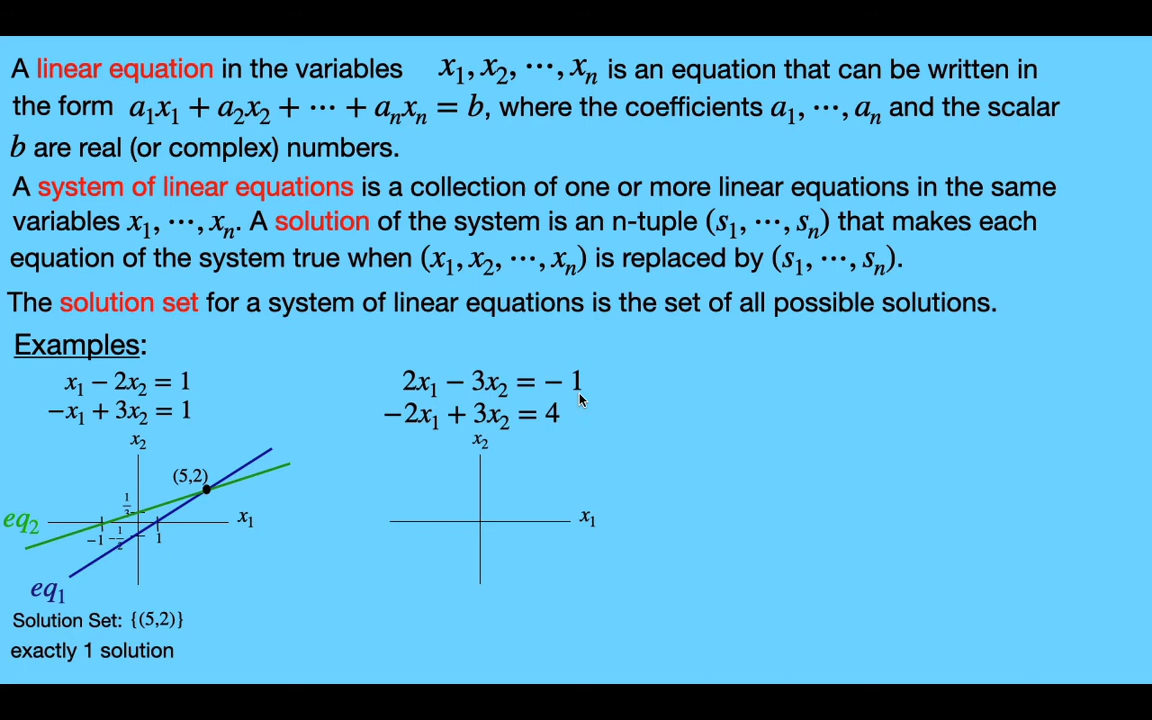 A linear equation in the variables x₁, x₂, ⋯, xₙ is an equation that can be written in
the form a₁x₁ + a₂x₂ + ⋯ + aₙxₙ = b, where the coefficients a₁, ⋯, aₙ and the scalar
b are real (or complex) numbers.
A system of linear equations is a collection of one or more linear equations in the same
variables x₁, ⋯, xₙ. A solution of the system is an n-tuple (s₁, ⋯, sₙ) that makes each
equation of the system true when (x₁, x₂, ⋯, xₙ) is replaced by (s₁, ⋯, sₙ).
The solution set for a system of linear equations is the set of all possible solutions.
Examples:
x₁ − 2x₂ = 1
−x₁ + 3x₂ = 1
x₂
(5,2)
1/3
eq₂
x₁
−1
−1/2
1
eq₁
Solution Set: {(5,2)}
exactly 1 solution
2x₁ − 3x₂ = − 1
−2x₁ + 3x₂ = 4
x₂
x₁